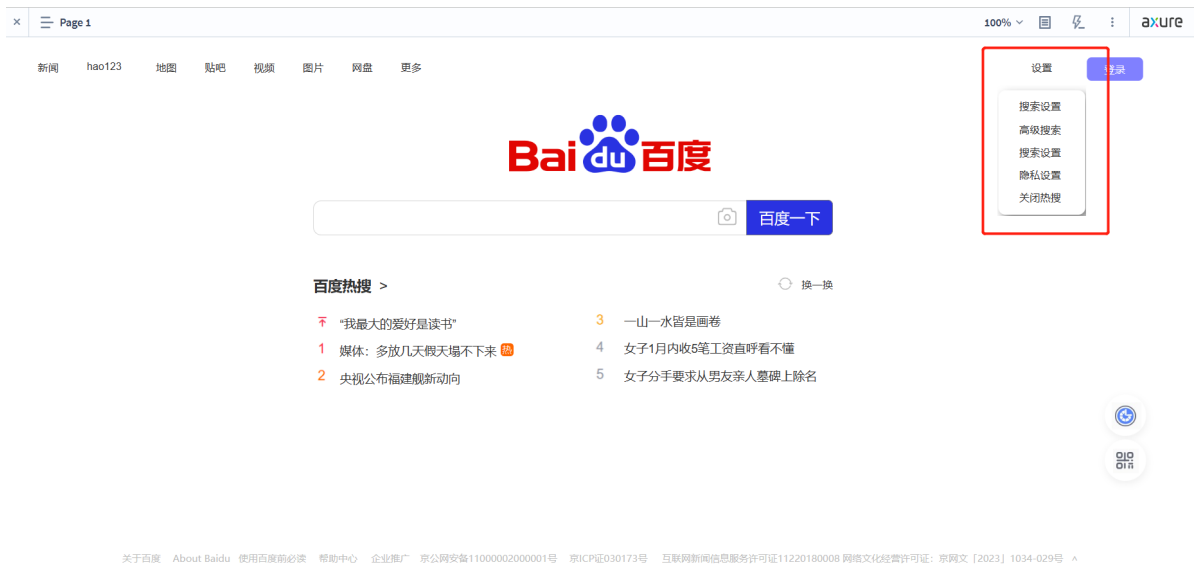 Page 1
100%
axure
新闻 hao123 地图 贴吧 视频 图片 网盘 更多
设置 登录
搜索设置
高级搜索
搜索设置
隐私设置
关闭热搜
Bai du 百度
百度一下
百度热搜 >
换一换
“我最大的爱好是读书”
1 媒体：多放几天假天塌不下来 热
2 央视公布福建舰新动向
3 一山一水皆是画卷
4 女子1月内收5笔工资直呼看不懂
5 女子分手要求从男友亲人墓碑上除名
关于百度 About Baidu 使用百度前必读 帮助中心 企业推广 京公网安备11000002000001号 京ICP证030173号 互联网新闻信息服务许可证11220180008 网络文化经营许可证：京网文［2023］1034-029号